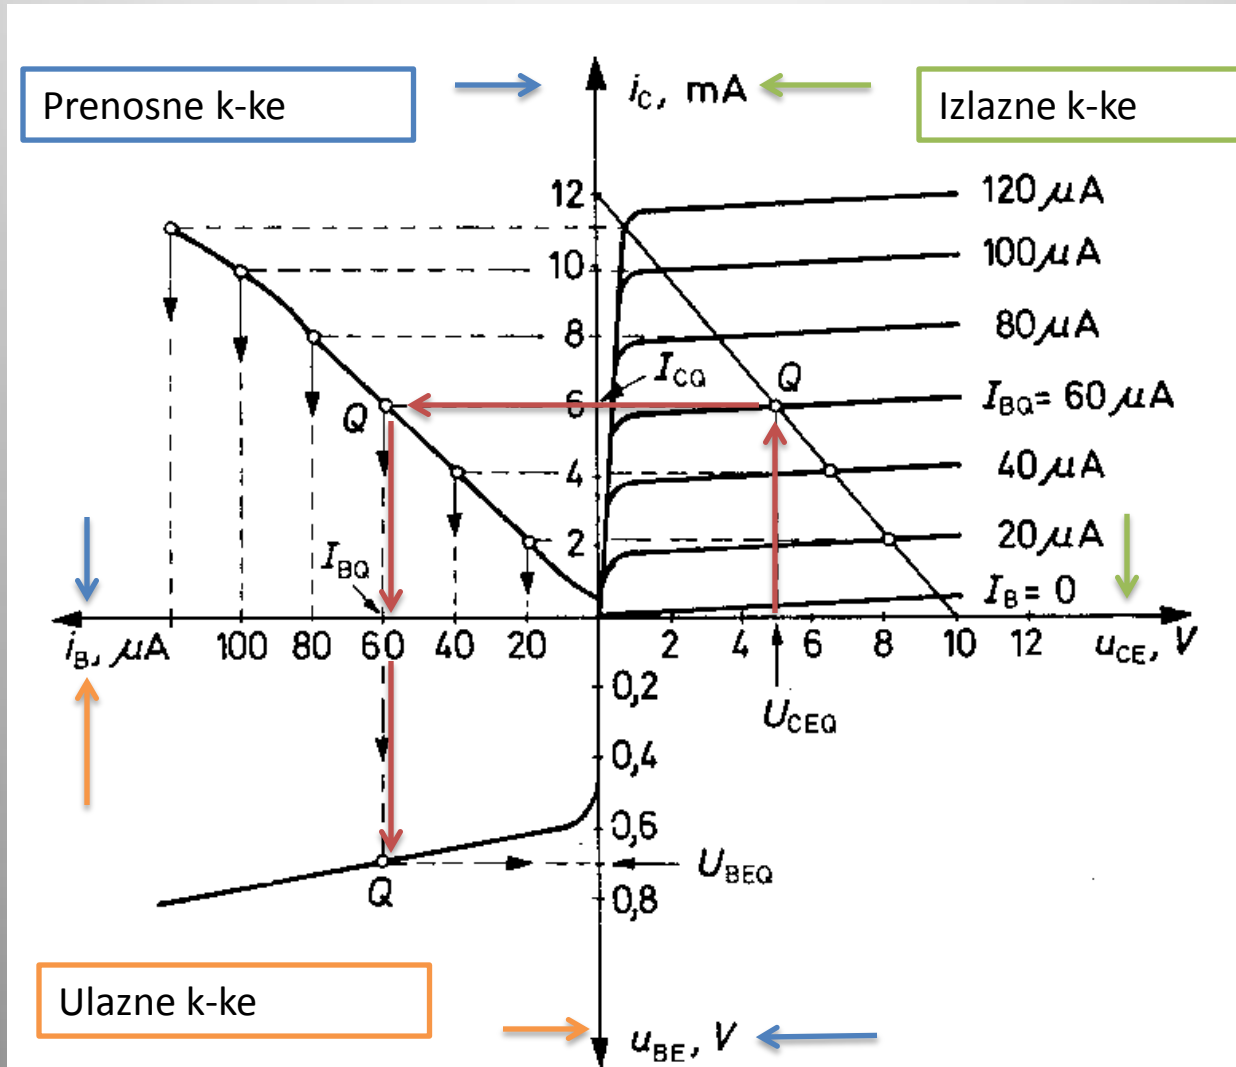 Prenosne k-ke
i_C, mA
Izlazne k-ke
12
120 μA
10
100 μA
8
80 μA
I_CQ
Q
6
Q
I_BQ = 60 μA
4
40 μA
2
20 μA
I_BQ
I_B = 0
i_B, μA 100 80 60 40 20 2 4 6 8 10 12 u_CE, V
0,2
U_CEQ
0,4
0,6
U_BEQ
Q
0,8
Ulazne k-ke
u_BE, V